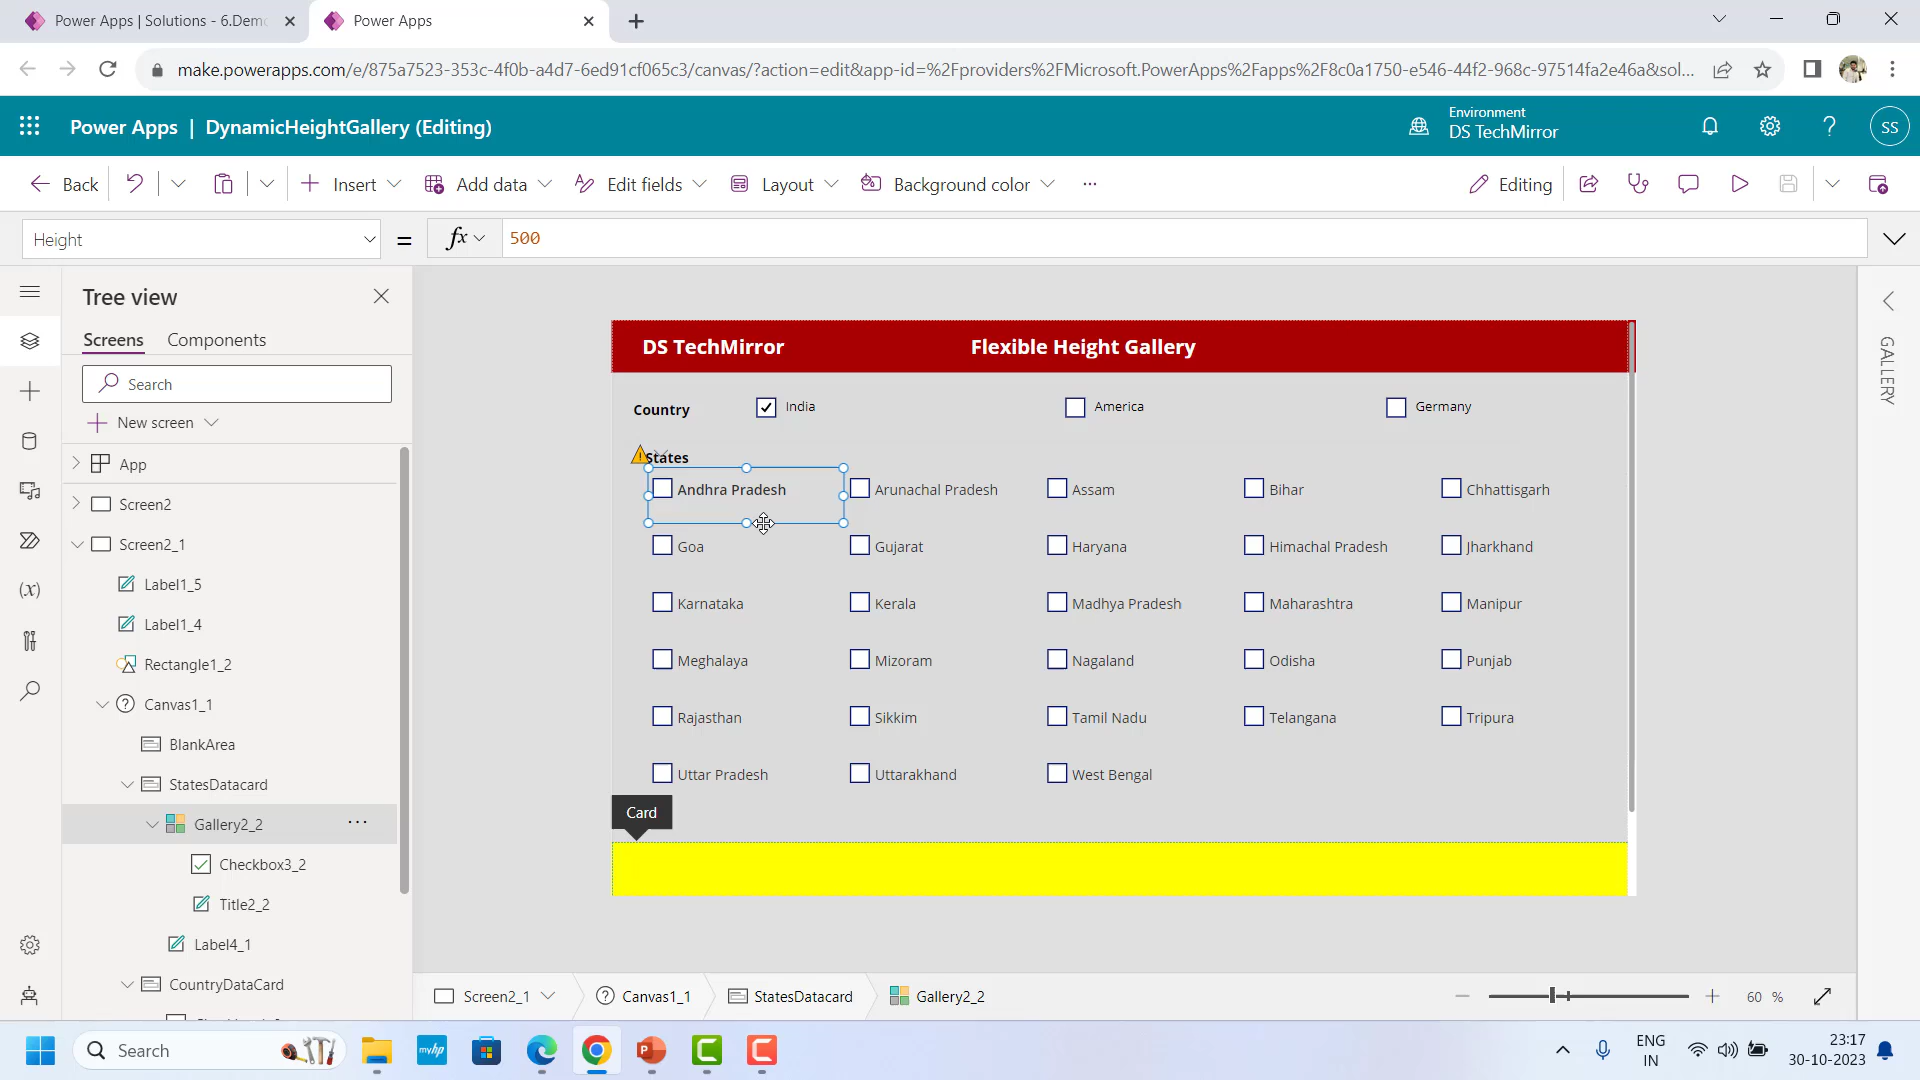 Power Apps | Solutions - 6.Demo
Power Apps
make.powerapps.com/e/875a7523-353c-4f0b-a4d7-6ed91cf065c3/canvas/?action=edit&app-id=%2Fproviders%2FMicrosoft.PowerApps%2Fapps%2F8c0a1750-e546-44f2-968c-97514fa2e46a&sol...
Power Apps | DynamicHeightGallery (Editing)
Environment
DS TechMirror
?
SS
Back
Insert
Add data
Edit fields
Layout
Background color
...
Editing
Height
=
fx
500
Tree view
Screens
Components
Search
New screen
App
Screen2
Screen2_1
Label1_5
Label1_4
Rectangle1_2
Canvas1_1
BlankArea
StatesDatacard
Gallery2_2
...
Checkbox3_2
Title2_2
Label4_1
CountryDataCard
(x)
DS TechMirror
Flexible Height Gallery
Country
India
America
Germany
States
Andhra Pradesh
Arunachal Pradesh
Assam
Bihar
Chhattisgarh
Goa
Gujarat
Haryana
Himachal Pradesh
Jharkhand
Karnataka
Kerala
Madhya Pradesh
Maharashtra
Manipur
Meghalaya
Mizoram
Nagaland
Odisha
Punjab
Rajasthan
Sikkim
Tamil Nadu
Telangana
Tripura
Uttar Pradesh
Uttarakhand
West Bengal
Card
GALLERY
Screen2_1
Canvas1_1
StatesDatacard
Gallery2_2
60 %
Search
myhp
ENG
IN
23:17
30-10-2023